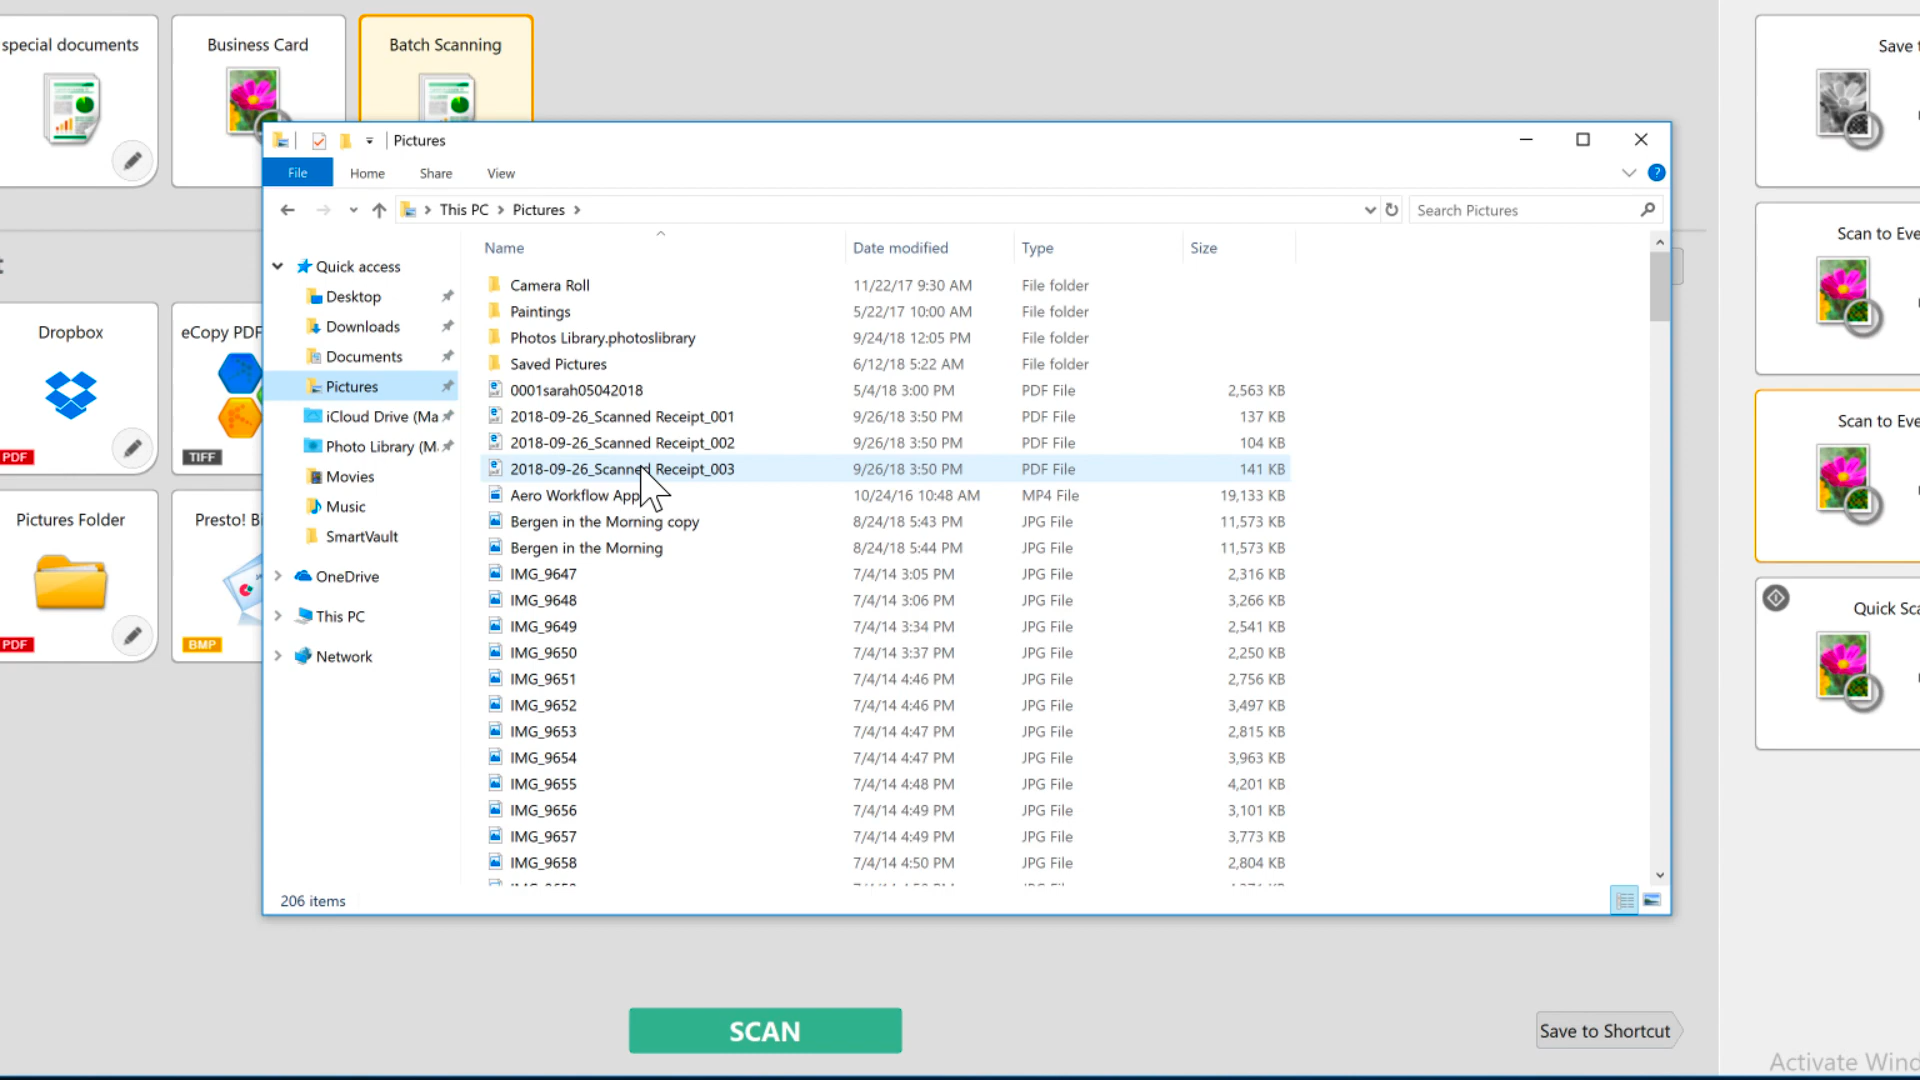 special documents
Business Card
Batch Scanning
Save
Pictures
File
Home
Share
View
This PC
Pictures
Search Pictures
Scan to
Name
Date modified
Type
Size
Quick access
Desktop
Downloads
Documents
Pictures
iCloud Drive (Ma
Photo Library (M
Movies
Music
SmartVault
OneDrive
This PC
Network
Camera Roll 11/22/17 9:30 AM File folder
Paintings 5/22/17 10:00 AM File folder
Photos Library.photoslibrary 9/24/18 12:05 PM File folder
Saved Pictures 6/12/18 5:22 AM File folder
0001sarah05042018 5/4/18 3:00 PM PDF File 2,563 KB
2018-09-26_Scanned Receipt_001 9/26/18 3:50 PM PDF File 137 KB
2018-09-26_Scanned Receipt_002 9/26/18 3:50 PM PDF File 104 KB
2018-09-26_Scanned Receipt_003 9/26/18 3:50 PM PDF File 141 KB
Aero Workflow App 10/24/16 10:48 AM MP4 File 19,133 KB
Bergen in the Morning copy 8/24/18 5:43 PM JPG File 11,573 KB
Bergen in the Morning 8/24/18 5:44 PM JPG File 11,573 KB
IMG_9647 7/4/14 3:05 PM JPG File 2,316 KB
IMG_9648 7/4/14 3:06 PM JPG File 3,266 KB
IMG_9649 7/4/14 3:34 PM JPG File 2,541 KB
IMG_9650 7/4/14 3:37 PM JPG File 2,250 KB
IMG_9651 7/4/14 4:46 PM JPG File 2,756 KB
IMG_9652 7/4/14 4:46 PM JPG File 3,497 KB
IMG_9653 7/4/14 4:47 PM JPG File 2,815 KB
IMG_9654 7/4/14 4:47 PM JPG File 3,963 KB
IMG_9655 7/4/14 4:48 PM JPG File 4,201 KB
IMG_9656 7/4/14 4:49 PM JPG File 3,101 KB
IMG_9657 7/4/14 4:49 PM JPG File 3,773 KB
IMG_9658 7/4/14 4:50 PM JPG File 2,804 KB
206 items
Dropbox
PDF
eCopy PDF
TIFF
Pictures Folder
PDF
Presto! Bi
BMP
Scan to Eve
Quick Sca
SCAN
Save to Shortcut
Activate Wind